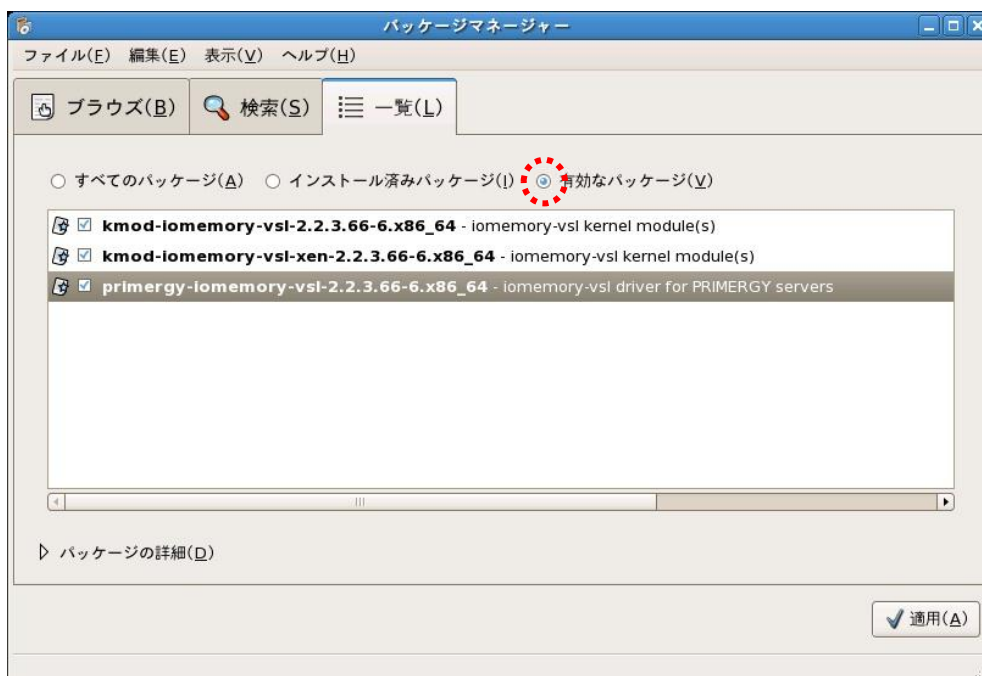 パッケージマネージャー
ファイル(F) 編集(E) 表示(V) ヘルプ(H)
ブラウズ(B) 検索(S) 一覧(L)
すべてのパッケージ(A) インストール済みパッケージ(I) 有効なパッケージ(V)
kmod-iomemory-vsl-2.2.3.66-6.x86_64 - iomemory-vsl kernel module(s)
kmod-iomemory-vsl-xen-2.2.3.66-6.x86_64 - iomemory-vsl kernel module(s)
primergy-iomemory-vsl-2.2.3.66-6.x86_64 - iomemory-vsl driver for PRIMERGY servers
パッケージの詳細(D)
適用(A)